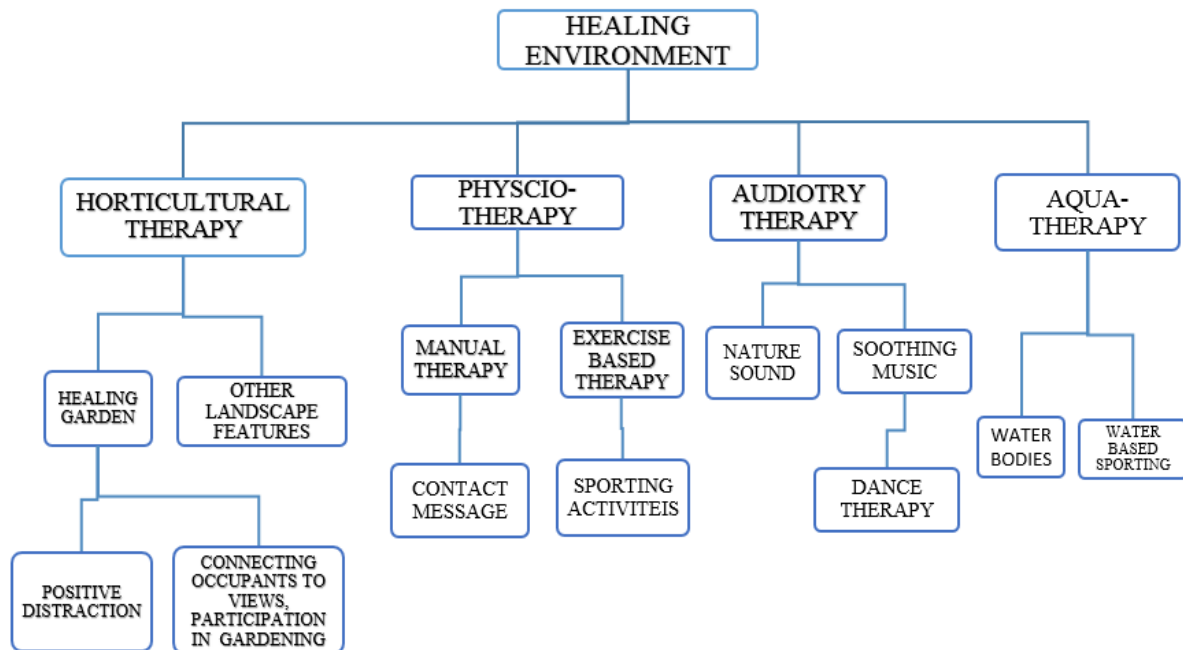 HEALING
ENVIRONMENT
HORTICULTURAL
THERAPY
PHYSCIO-
THERAPY
AUDIOTRY
THERAPY
AQUA-
THERAPY
HEALING
GARDEN
OTHER
LANDSCAPE
FEATURES
MANUAL
THERAPY
EXERCISE
BASED
THERAPY
NATURE
SOUND
SOOTHING
MUSIC
WATER
BODIES
WATER
BASED
SPORTING
CONTACT
MESSAGE
SPORTING
ACTIVITEIS
DANCE
THERAPY
POSITIVE
DISTRACTION
CONNECTING
OCCUPANTS TO
VIEWS,
PARTICIPATION
IN GARDENING